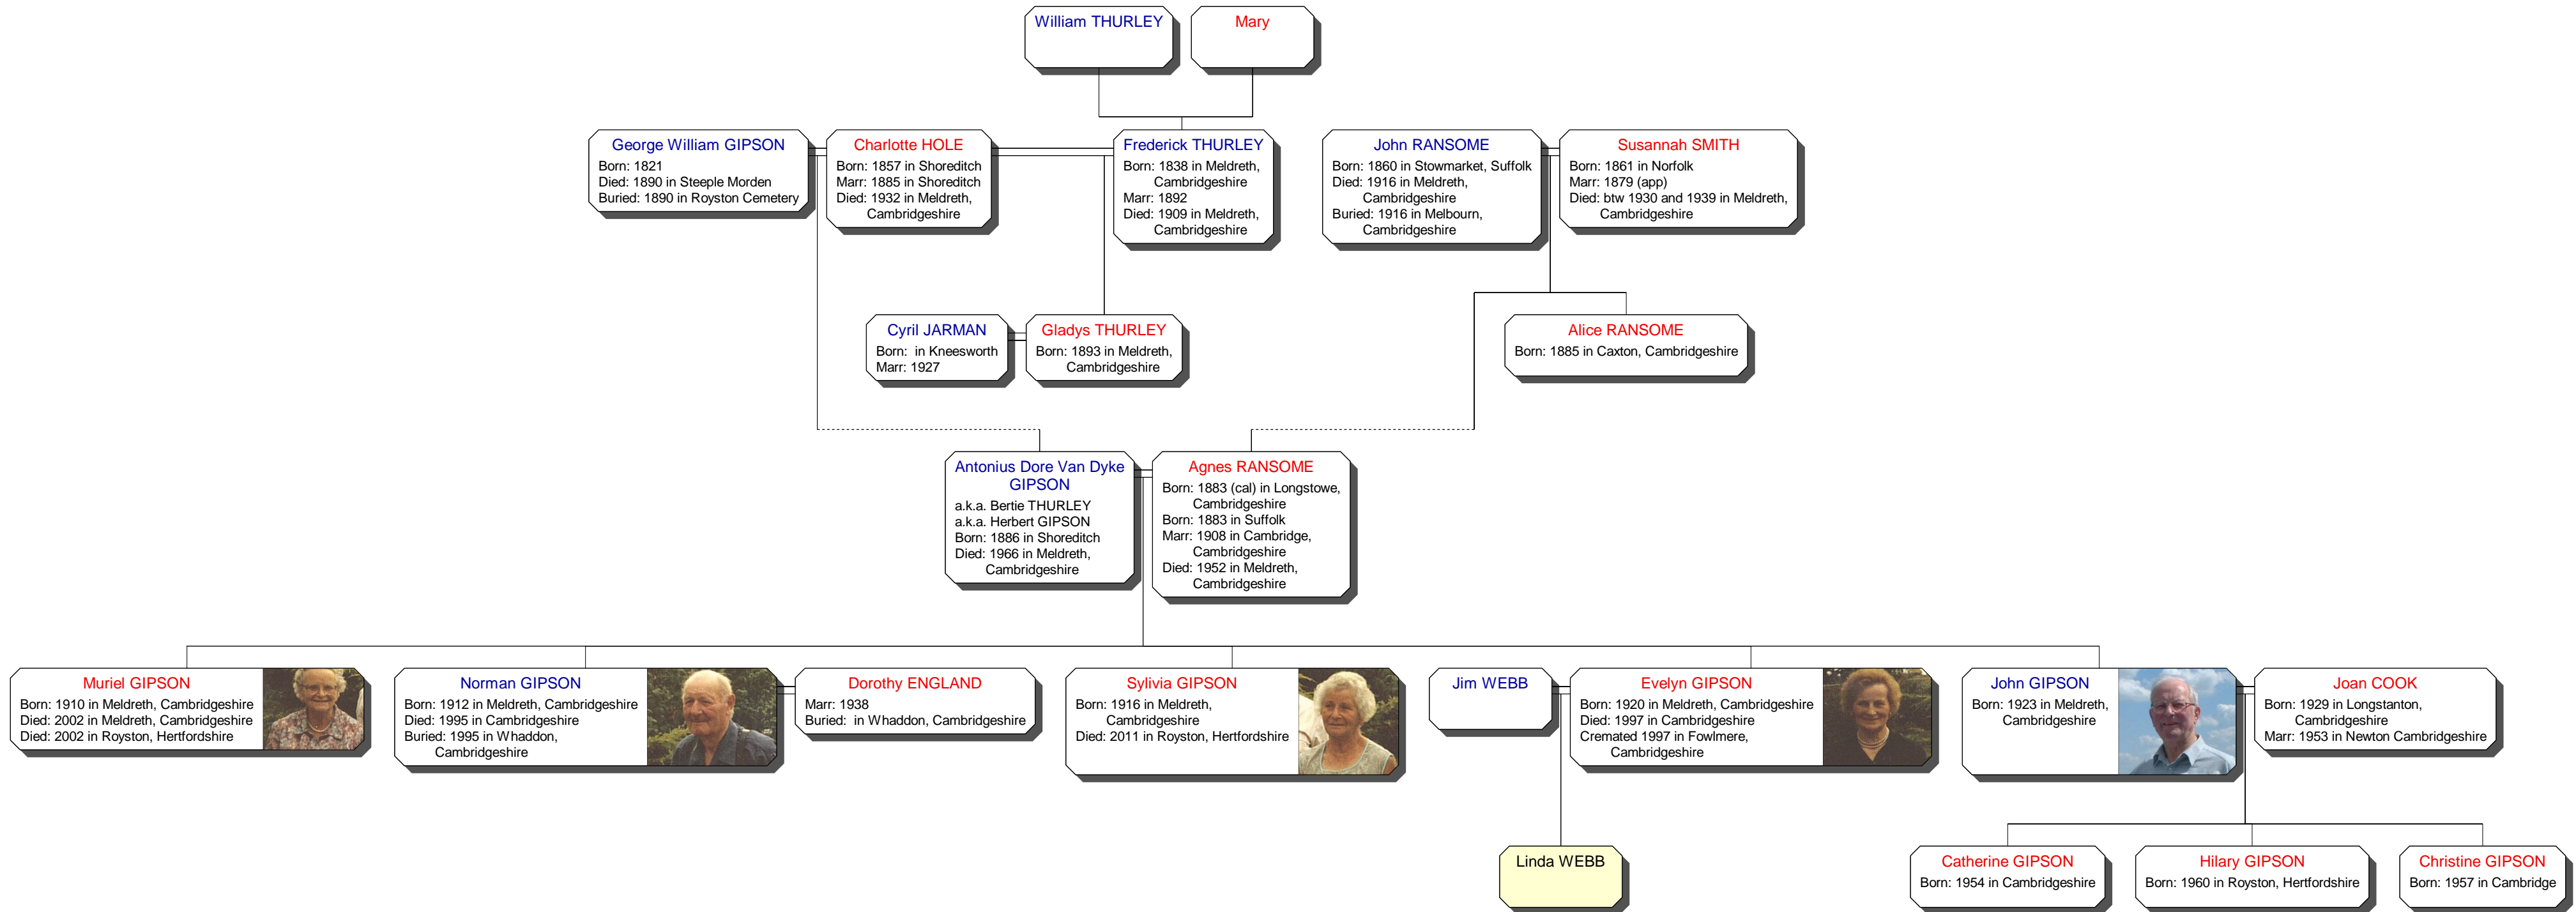 William THURLEY
Mary
George William GIPSON
Born: 1821
Died: 1890 in Steeple Morden
Buried: 1890 in Royston Cemetery
Charlotte HOLE
Born: 1857 in Shoreditch
Marr: 1885 in Shoreditch
Died: 1932 in Meldreth,
Cambridgeshire
Frederick THURLEY
Born: 1838 in Meldreth,
Cambridgeshire
Marr: 1892
Died: 1909 in Meldreth,
Cambridgeshire
John RANSOME
Born: 1860 in Stowmarket, Suffolk
Died: 1916 in Meldreth,
Cambridgeshire
Buried: 1916 in Melbourn,
Cambridgeshire
Susannah SMITH
Born: 1861 in Norfolk
Marr: 1879 (app)
Died: btw 1930 and 1939 in Meldreth,
Cambridgeshire
Cyril JARMAN
Born:  in Kneesworth
Marr: 1927
Gladys THURLEY
Born: 1893 in Meldreth,
Cambridgeshire
Alice RANSOME
Born: 1885 in Caxton, Cambridgeshire
Antonius Dore Van Dyke
GIPSON
a.k.a. Bertie THURLEY
a.k.a. Herbert GIPSON
Born: 1886 in Shoreditch
Died: 1966 in Meldreth,
Cambridgeshire
Agnes RANSOME
Born: 1883 (cal) in Longstowe,
Cambridgeshire
Born: 1883 in Suffolk
Marr: 1908 in Cambridge,
Cambridgeshire
Died: 1952 in Meldreth,
Cambridgeshire
Muriel GIPSON
Born: 1910 in Meldreth, Cambridgeshire
Died: 2002 in Meldreth, Cambridgeshire
Died: 2002 in Royston, Hertfordshire
Norman GIPSON
Born: 1912 in Meldreth, Cambridgeshire
Died: 1995 in Cambridgeshire
Buried: 1995 in Whaddon,
Cambridgeshire
Dorothy ENGLAND
Marr: 1938
Buried:  in Whaddon, Cambridgeshire
Sylivia GIPSON
Born: 1916 in Meldreth,
Cambridgeshire
Died: 2011 in Royston, Hertfordshire
Jim WEBB
Evelyn GIPSON
Born: 1920 in Meldreth, Cambridgeshire
Died: 1997 in Cambridgeshire
Cremated 1997 in Fowlmere,
Cambridgeshire
John GIPSON
Born: 1923 in Meldreth,
Cambridgeshire
Joan COOK
Born: 1929 in Longstanton,
Cambridgeshire
Marr: 1953 in Newton Cambridgeshire
Linda WEBB
Catherine GIPSON
Born: 1954 in Cambridgeshire
Hilary GIPSON
Born: 1960 in Royston, Hertfordshire
Christine GIPSON
Born: 1957 in Cambridge